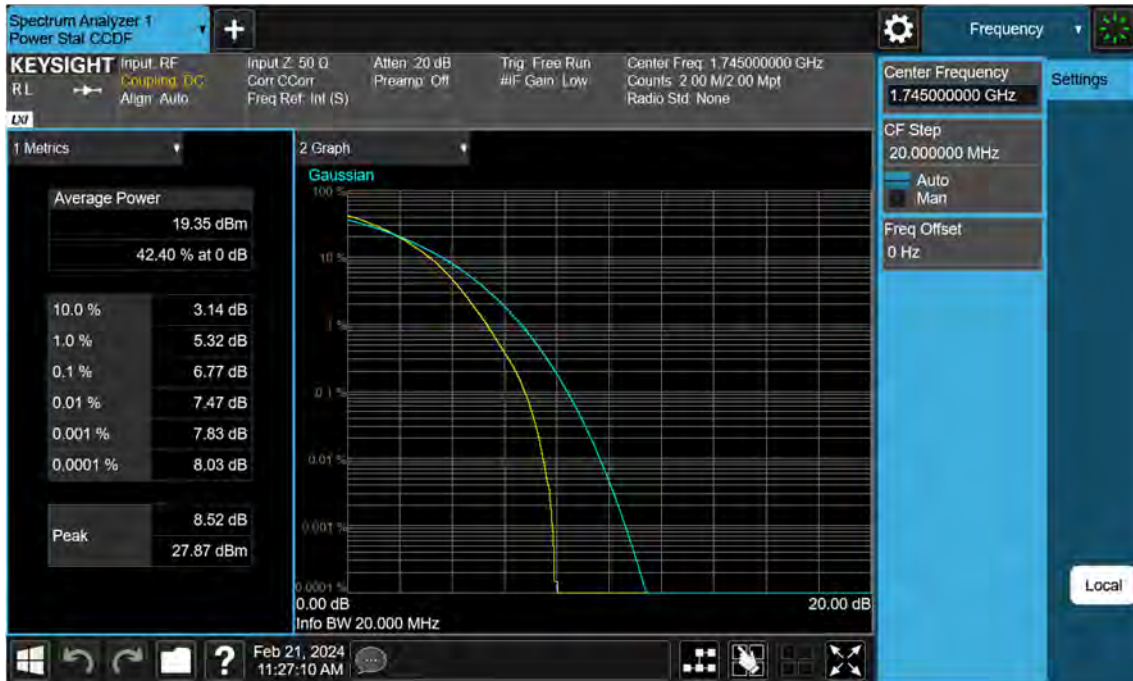 Spectrum Analyzer 1
Power Stat CCDF
Frequency
KEYSIGHT
RL
LXI
Input: RF
Coupling: DC
Align: Auto
Input Z: 50 Ω
Corr CCorr
Freq Ref: Int (S)
Atten: 20 dB
Preamp: Off
Trig: Free Run
#IF Gain: Low
Center Freq: 1.745000000 GHz
Counts: 2.00 M/2.00 Mpt
Radio Std: None
Center Frequency
1.745000000 GHz
Settings
CF Step
20.000000 MHz
Auto
Man
Freq Offset
0 Hz
1 Metrics
Average Power
19.35 dBm
42.40 % at 0 dB
10.0 % 3.14 dB
1.0 % 5.32 dB
0.1 % 6.77 dB
0.01 % 7.47 dB
0.001 % 7.83 dB
0.0001 % 8.03 dB
Peak
8.52 dB
27.87 dBm
2 Graph
Gaussian
100 %
10 %
1 %
0.1 %
0.01 %
0.001 %
0.0001 %
0.00 dB 20.00 dB
Info BW 20.000 MHz
Local
?
Feb 21, 2024
11:27:10 AM